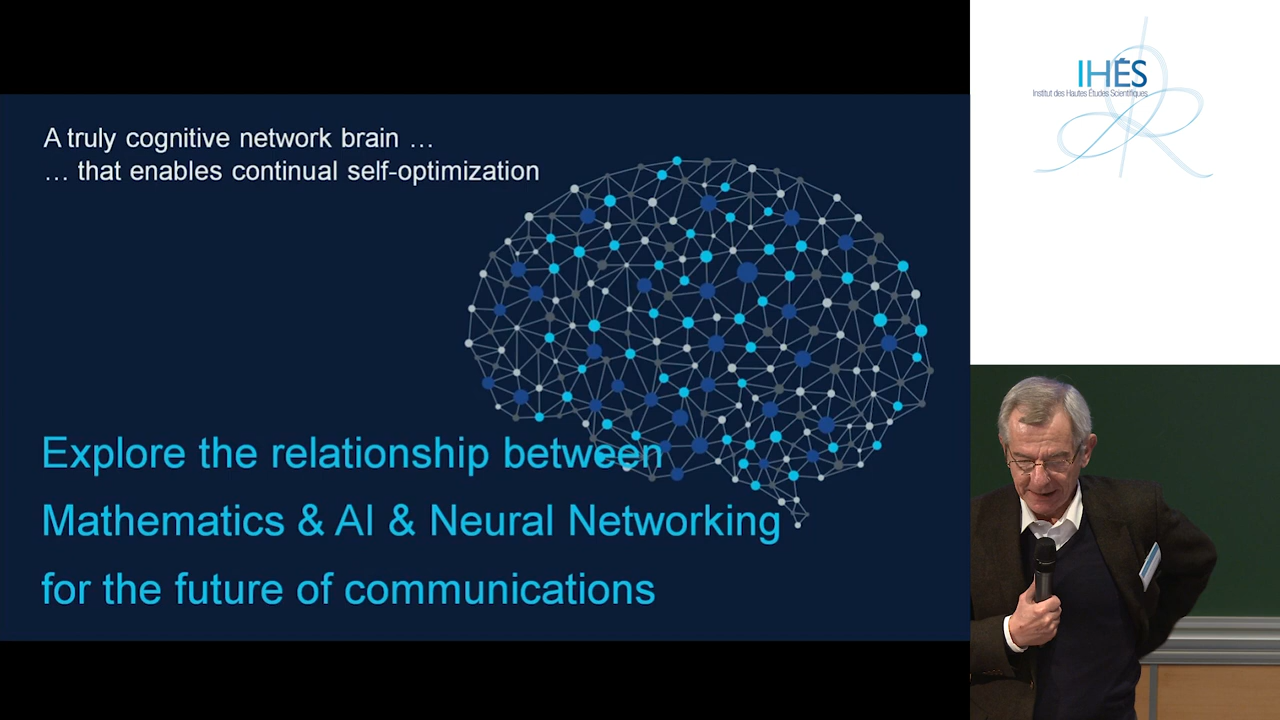 A truly cognitive network brain …
… that enables continual self-optimization
Explore the relationship between
Mathematics & AI & Neural Networking
for the future of communications
IHÉS
Institut des Hautes Études Scientifiques